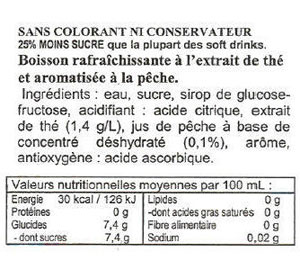 SANS COLORANT NI CONSERVATEUR
25% MOINS SUCRE que la plupart des soft drinks.
Boisson rafraîchissante à l'extrait de thé
et aromatisée à la pêche.
Ingrédients : eau, sucre, sirop de glucose-
fructose, acidifiant : acide citrique, extrait
de thé (1,4 g/L), jus de pêche à base de
concentré déshydraté (0,1%), arôme,
antioxygène : acide ascorbique.
Valeurs nutritionnelles moyennes par 100 mL :
Energie 30 kcal / 126 kJ Lipides 0 g
Protéines 0 g -dont acides gras saturés 0 g
Glucides 7,4 g Fibre alimentaire 0 g
- dont sucres 7,4 g Sodium 0,02 g